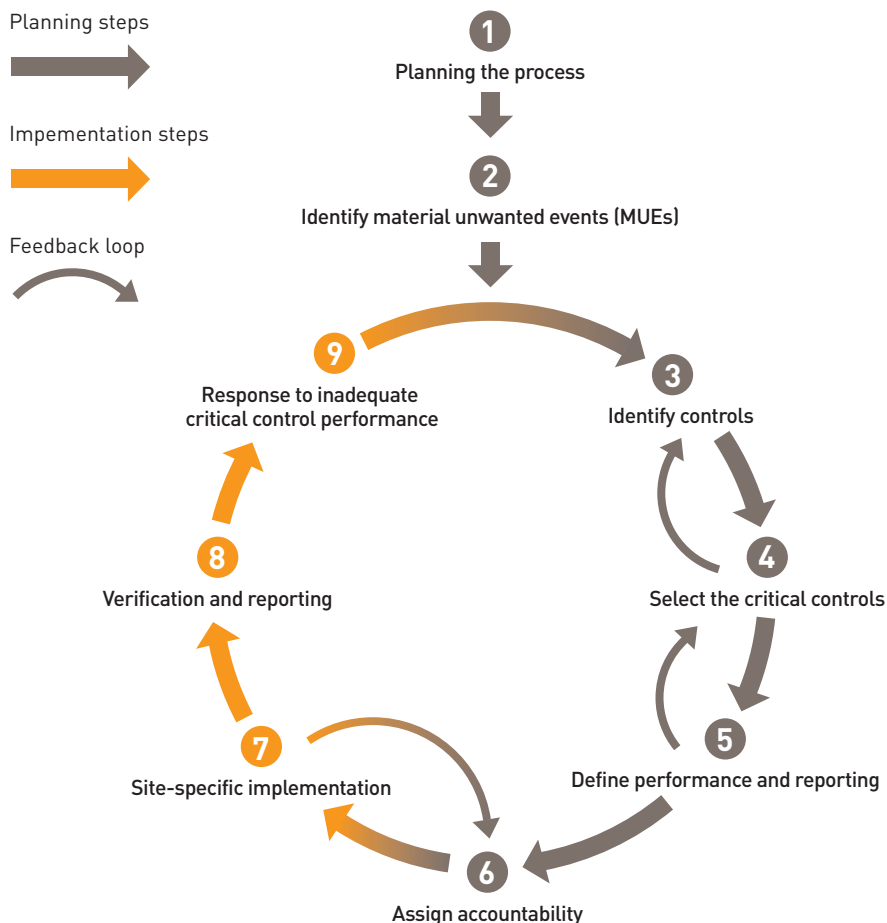 Planning steps
Impementation steps
Feedback loop
1
Planning the process
2
Identify material unwanted events (MUEs)
3
Identify controls
4
Select the critical controls
5
Define performance and reporting
6
Assign accountability
7
Site-specific implementation
8
Verification and reporting
9
Response to inadequate
critical control performance